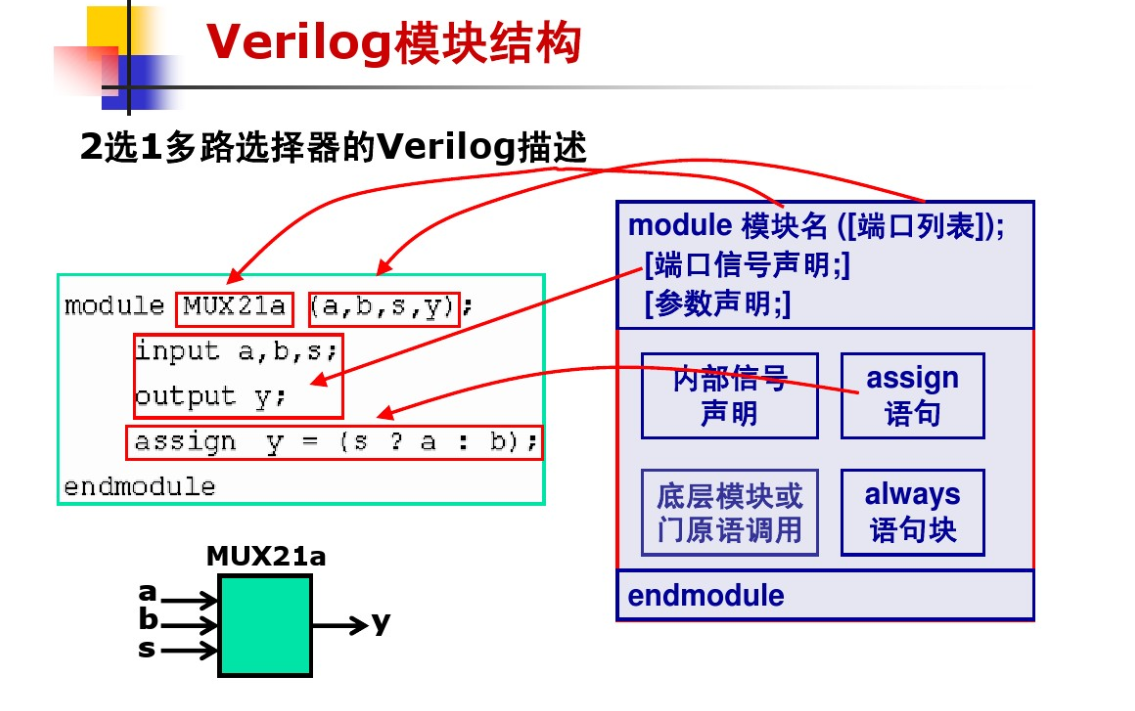 Verilog模块结构
2选1多路选择器的Verilog描述
module MUX21a (a,b,s,y);
input a,b,s;
output y;
assign y = (s ? a : b);
endmodule
MUX21a
a
b
s
y
module 模块名 ([端口列表]);
[端口信号声明;]
[参数声明;]
内部信号
声明
assign
语句
底层模块或
门原语调用
always
语句块
endmodule